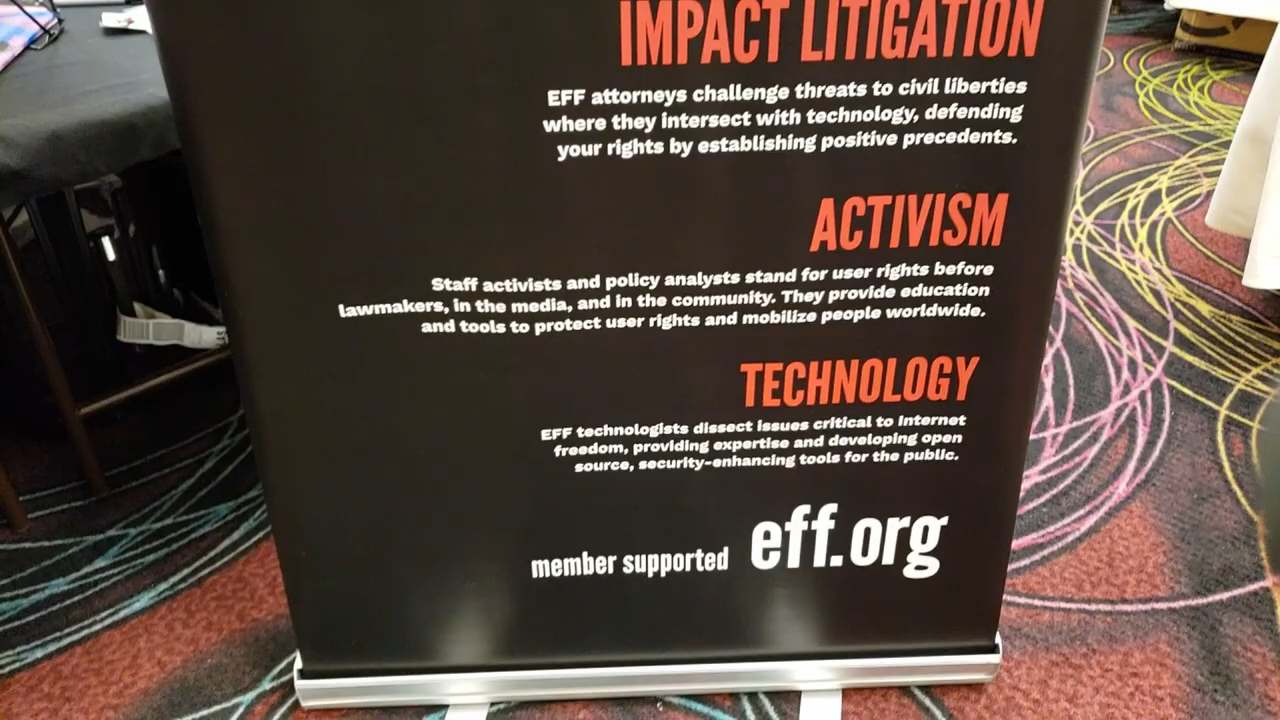 IMPACT LITIGATION
EFF attorneys challenge threats to civil liberties
where they intersect with technology, defending
your rights by establishing positive precedents.
ACTIVISM
Staff activists and policy analysts stand for user rights before
lawmakers, in the media, and in the community. They provide education
and tools to protect user rights and mobilize people worldwide.
TECHNOLOGY
EFF technologists dissect issues critical to Internet
freedom, providing expertise and developing open
source, security-enhancing tools for the public.
member supported eff.org